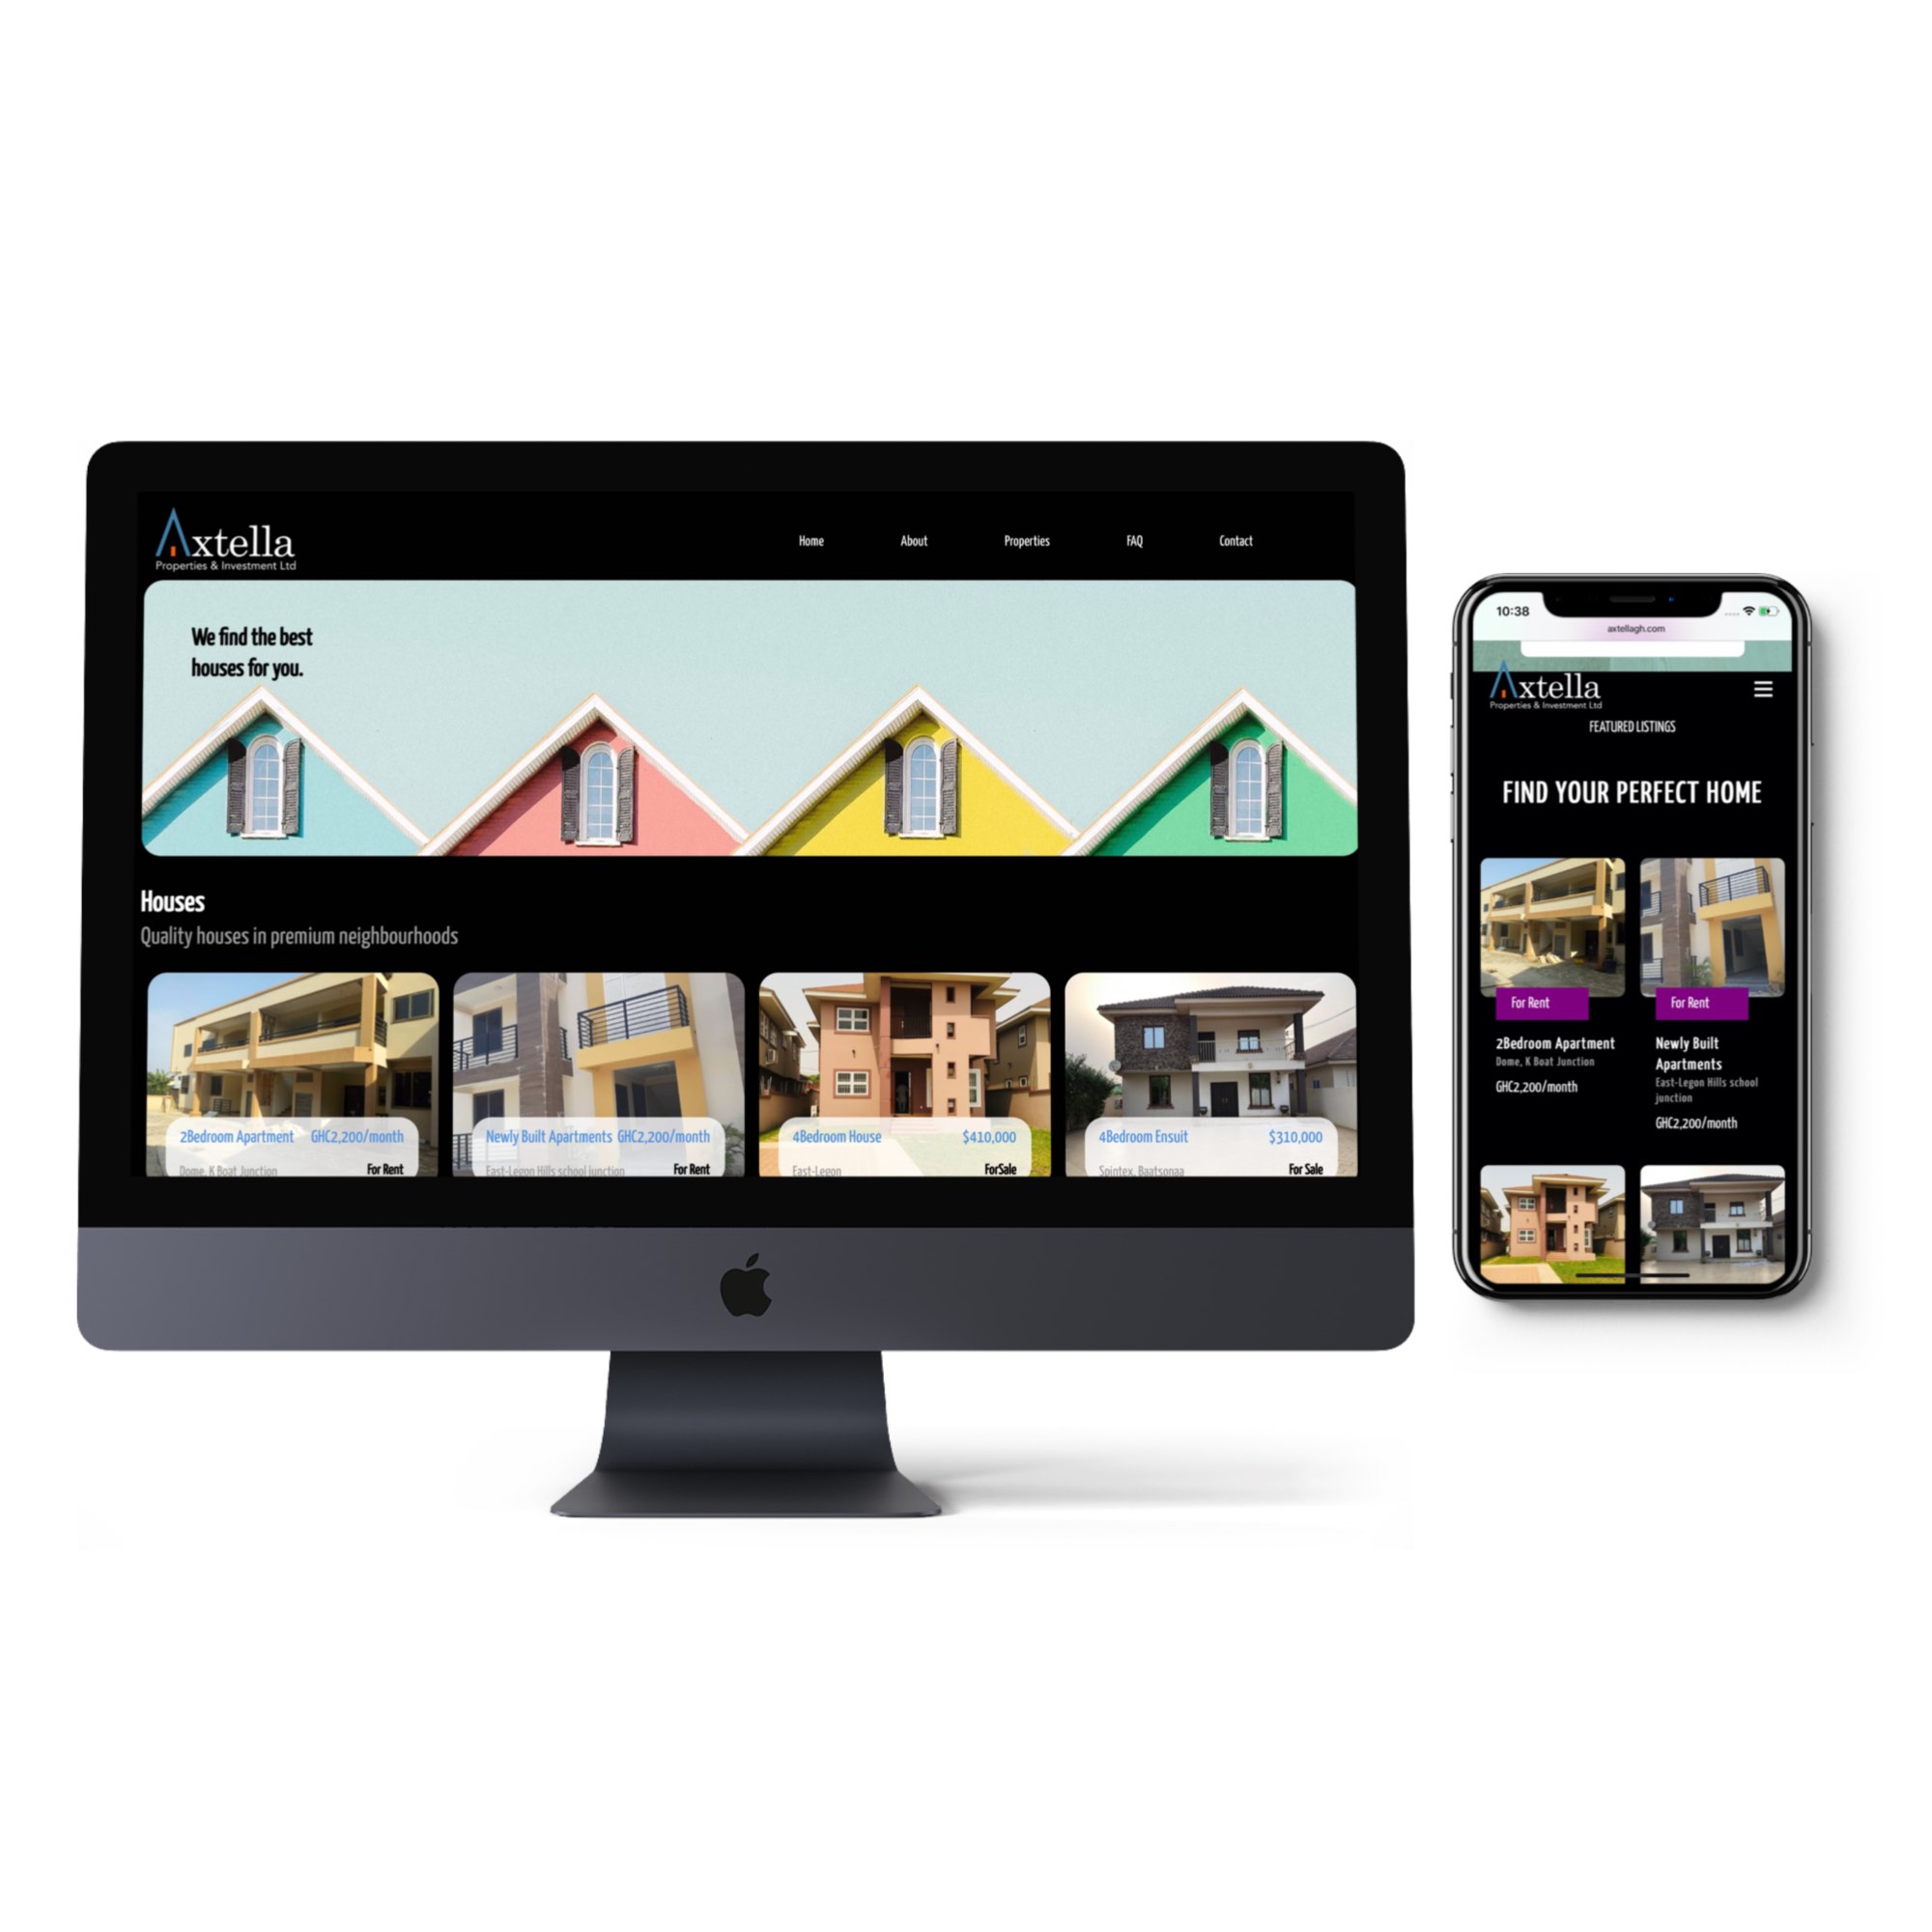 Axtella
Properties & Investment Ltd
Home About Properties FAQ Contact
We find the best
houses for you.
Houses
Quality houses in premium neighbourhoods
2Bedroom Apartment GHC2,200/month
Dome, K Boat Junction For Rent
Newly Built Apartments GHC2,200/month
East-Legon Hills school junction For Rent
4Bedroom House $410,000
East-Legon ForSale
4Bedroom Ensuit $310,000
Spintex, Baatsonaa For Sale
10:38
axtellagh.com
Axtella
Properties & Investment Ltd
FEATURED LISTINGS
FIND YOUR PERFECT HOME
For Rent
2Bedroom Apartment
Dome, K Boat Junction
GHC2,200/month
For Rent
Newly Built
Apartments
East-Legon Hills school
junction
GHC2,200/month